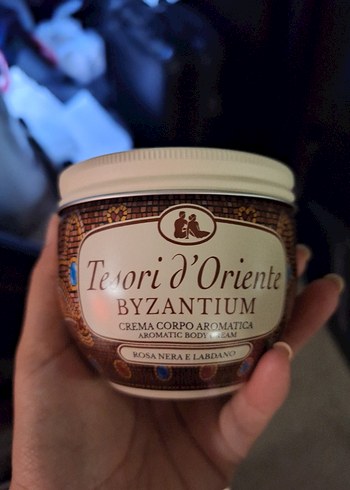 Tesori d'Oriente
BYZANTIUM
CREMA CORPO AROMATICA
AROMATIC BODY CREAM
ROSA NERA E LABDANO